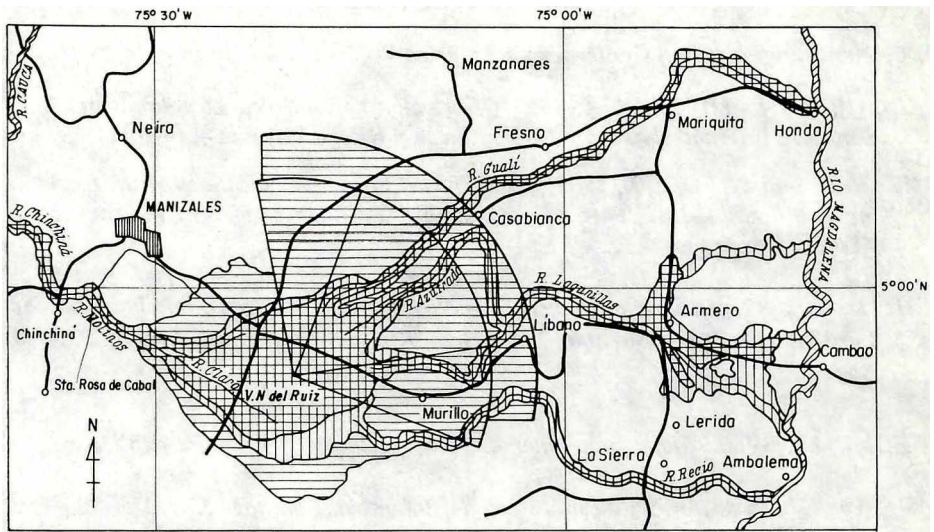 75° 30' W
75° 00' W
R. CAUCA
Manzanares
Neira
Fresno
Mariquita
Honda
R. Gualí
RIO MAGDALENA
MANIZALES
Casabianca
R. Chinchiná
R. Azufrado
R. Lagunillas
5° 00' N
Líbano
Armero
Chinchiná
R. Molinos
Cambao
R. Claro
Sta. Rosa de Cabal
V. N del Ruiz
Murillo
N
Lerida
La Sierra
R. Recio
Ambalema